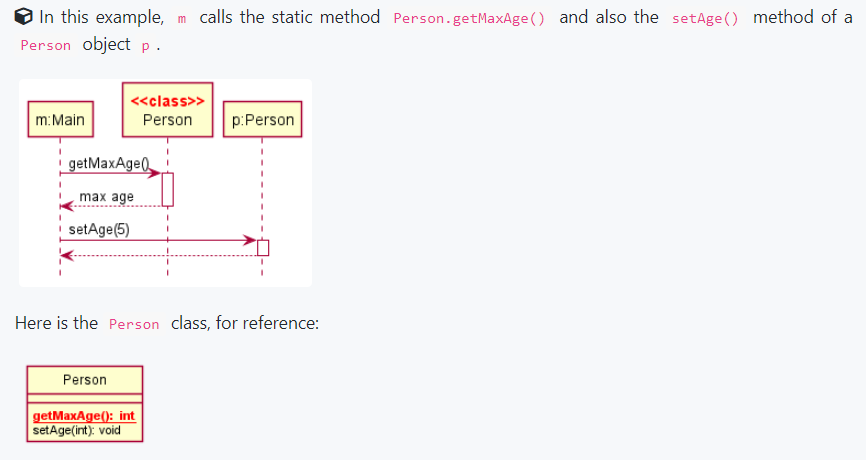 In this example, m calls the static method Person.getMaxAge() and also the setAge() method of a
Person object p .
<<class>>
m:Main
Person
p:Person
getMaxAge()
max age
setAge(5)
Here is the Person class, for reference:
Person
getMaxAge(): int
setAge(int): void